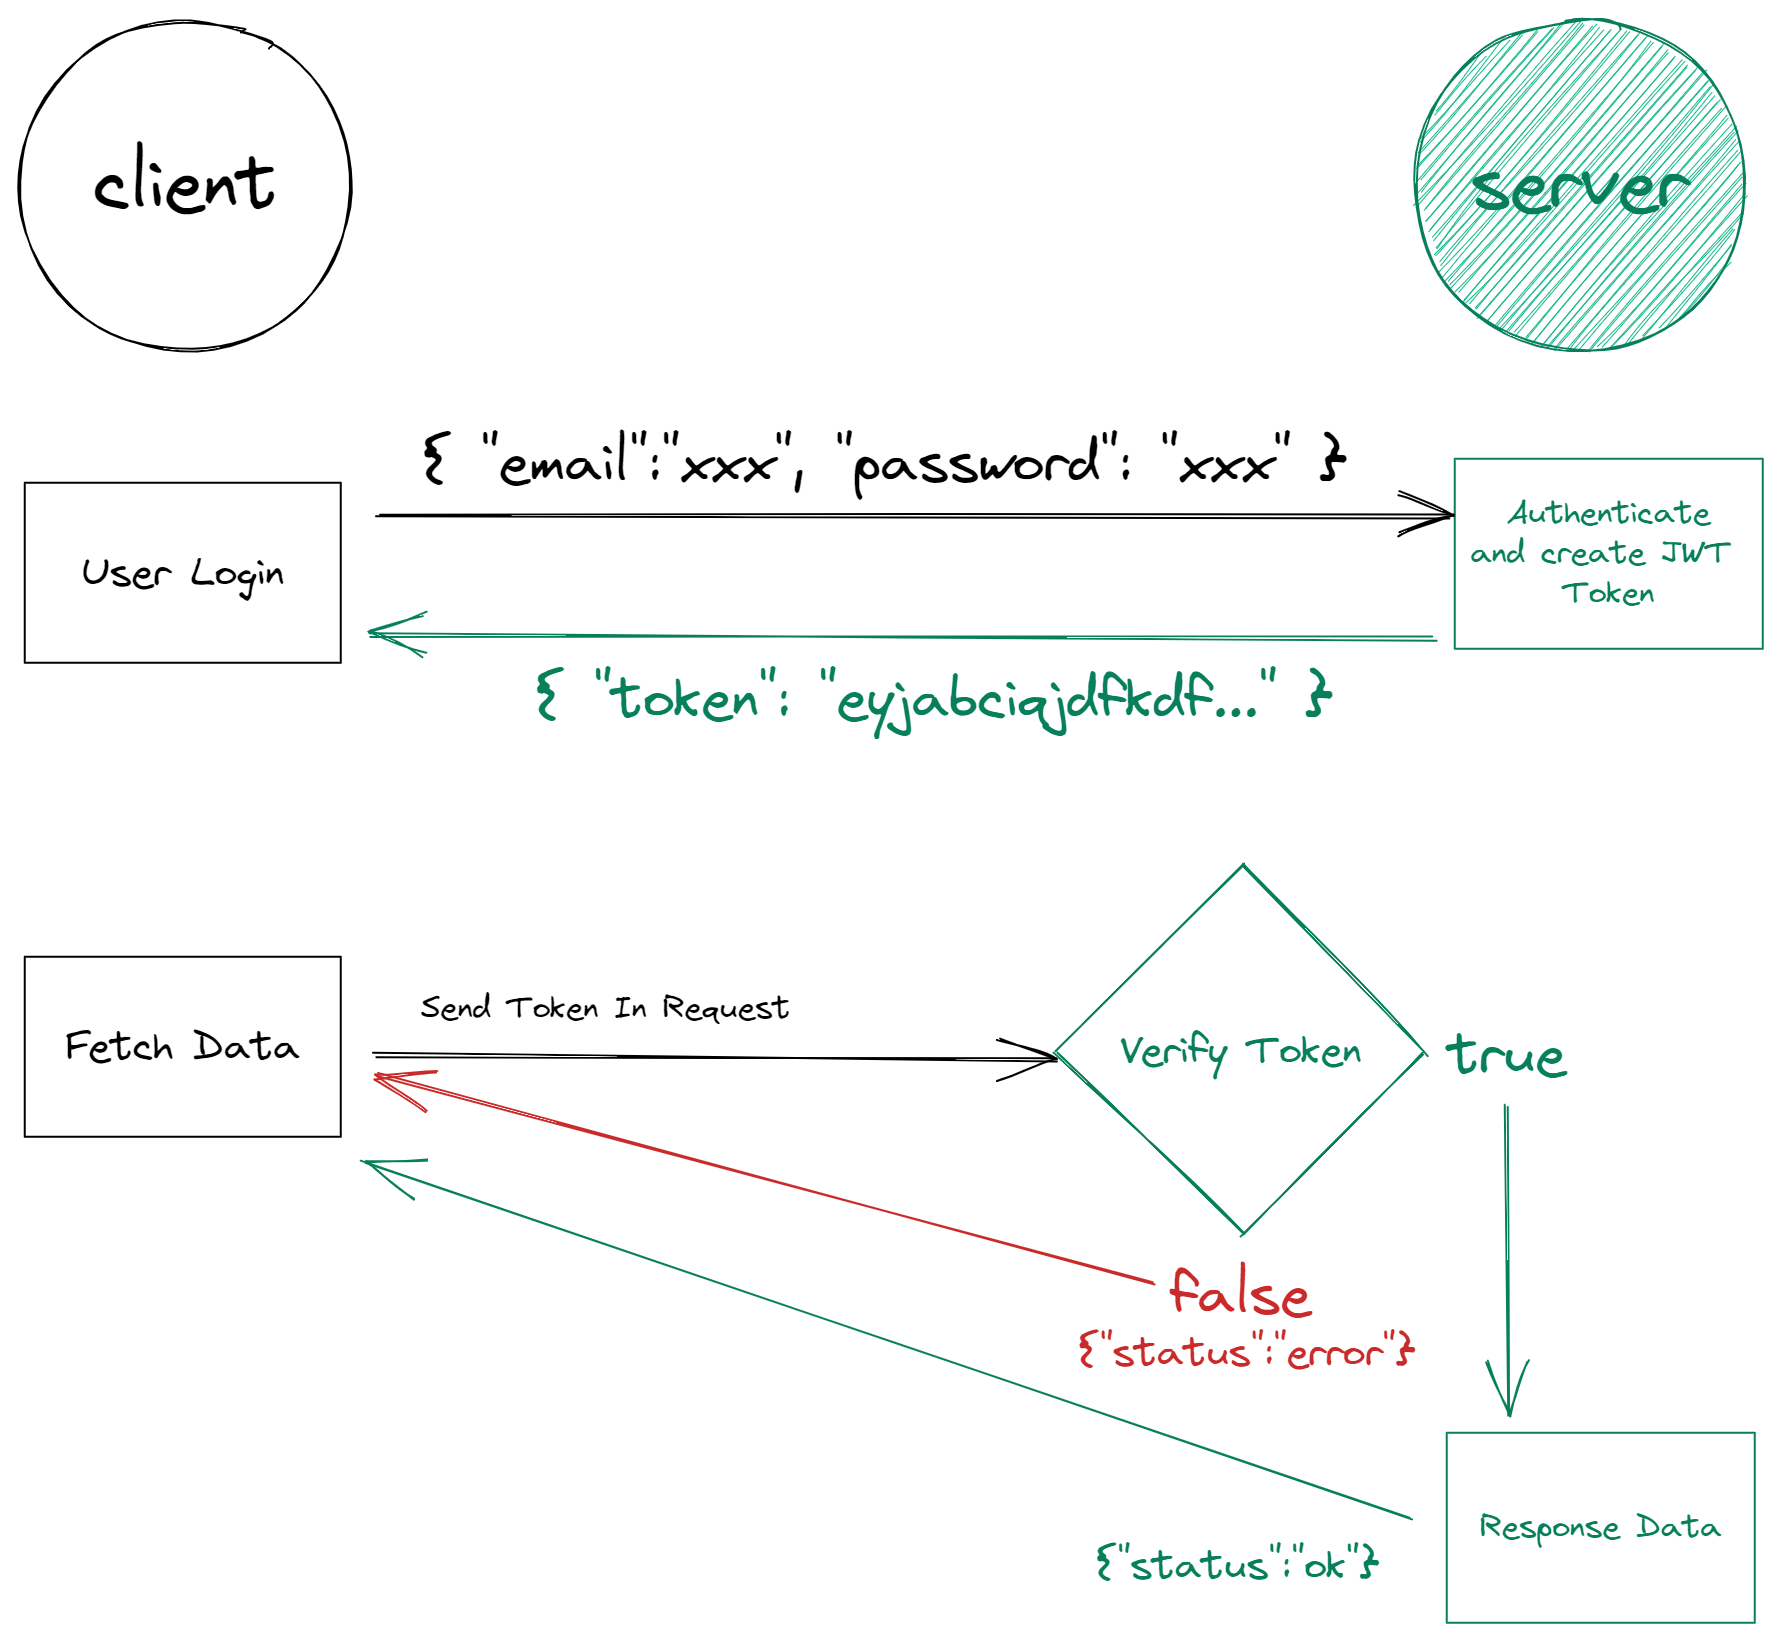 client
server
{ "email":"xxx", "password": "xxx" }
User Login
Authenticate
and create JWT
Token
{ "token": "eyjabciqjdfkdf..." }
Fetch Data
Send Token In Request
Verify Token
true
false
{"status":"error"}
Response Data
{"status":"ok"}